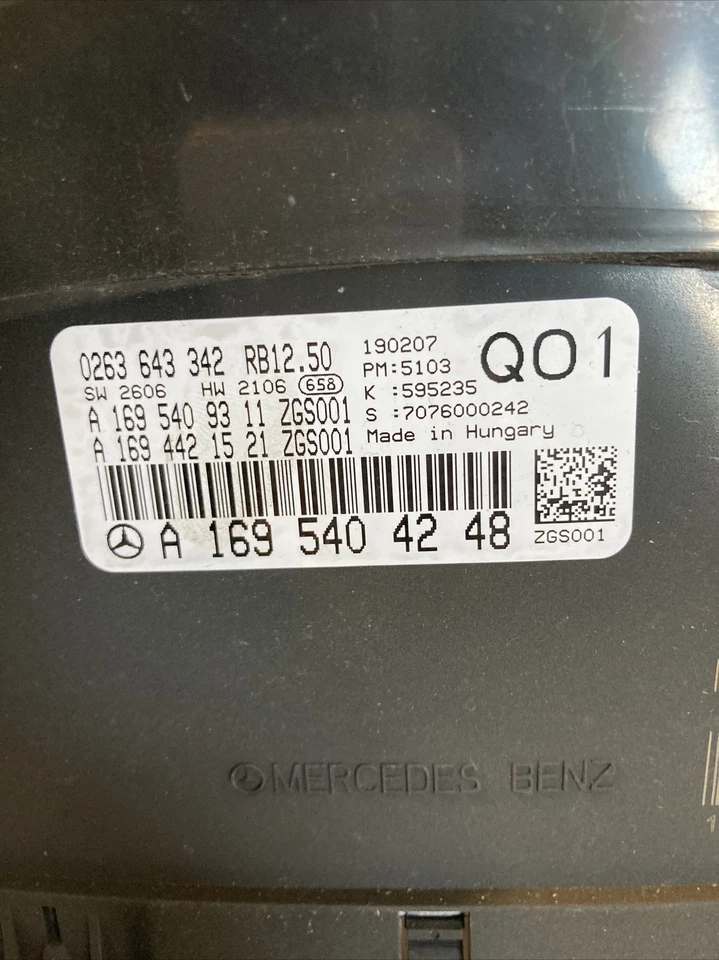 0263 643 342 RB12.50
SW 2606 HW 2106 658
A 169 540 93 11 ZGS001
A 169 442 15 21 ZGS001
190207
PM:5103
K :595235
S :7076000242
Made in Hungary
Q01
A 169 540 42 48
ZGS001
MERCEDES BENZ